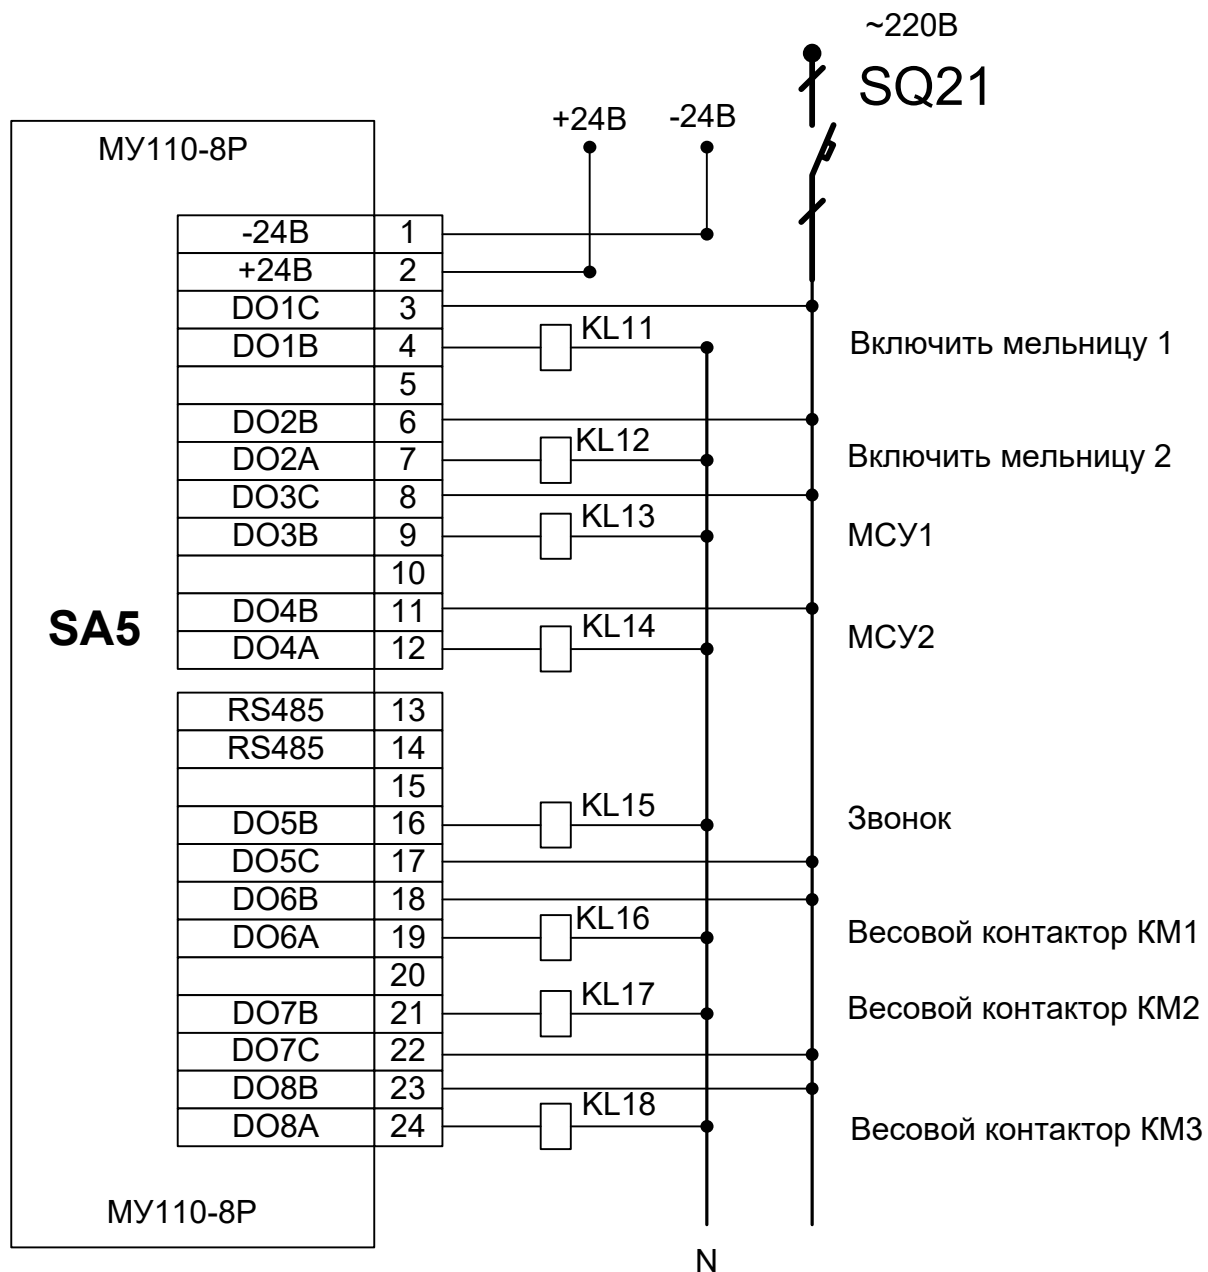 ~220В
SQ21
+24В
-24В
МУ110-8Р
-24В 1
+24В 2
DO1C 3
DO1B 4 KL11 Включить мельницу 1
5
DO2B 6
DO2A 7 KL12 Включить мельницу 2
DO3C 8
DO3B 9 KL13 МСУ1
10
DO4B 11
SA5
DO4A 12 KL14 МСУ2
RS485 13
RS485 14
15
DO5B 16 KL15 Звонок
DO5C 17
DO6B 18
DO6A 19 KL16 Весовой контактор КМ1
20
DO7B 21 KL17 Весовой контактор КМ2
DO7C 22
DO8B 23
DO8A 24 KL18 Весовой контактор КМ3
МУ110-8Р
N